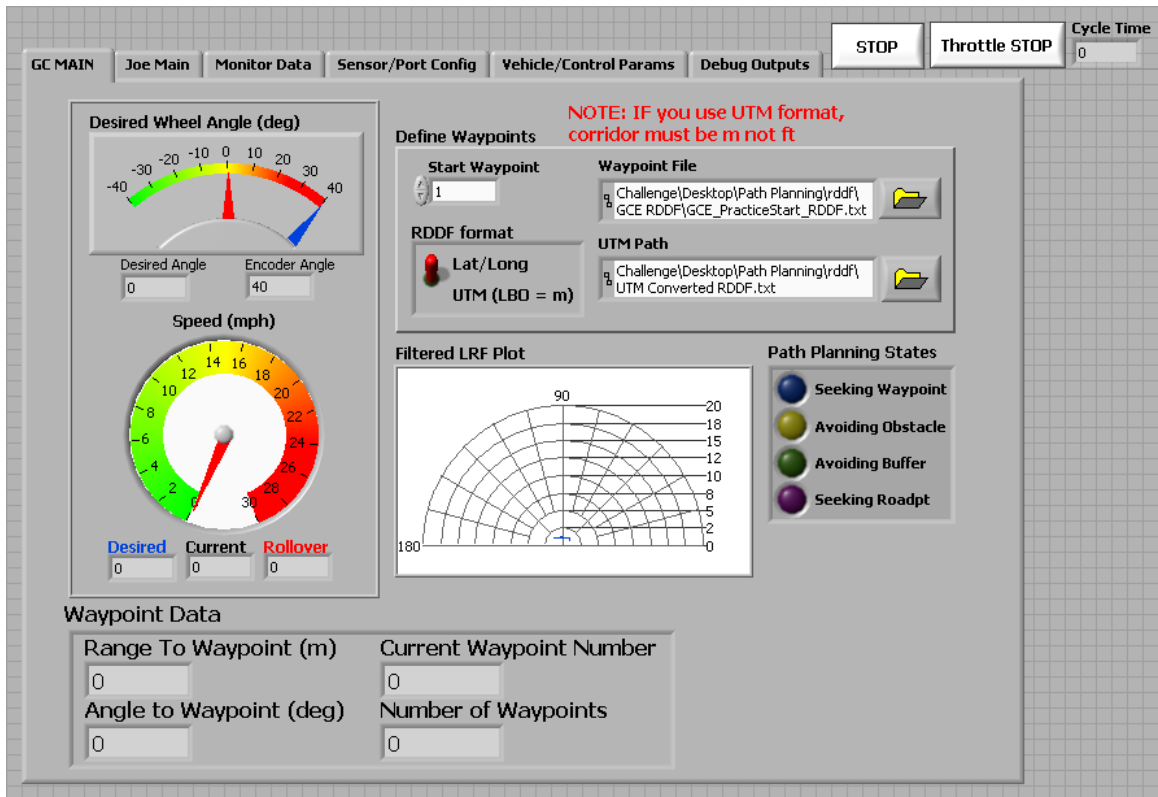 STOP
Throttle STOP
Cycle Time
0
GC MAIN
Joe Main
Monitor Data
Sensor/Port Config
Vehicle/Control Params
Debug Outputs
Desired Wheel Angle (deg)
-40
-30
-20
-10
0
10
20
30
40
Desired Angle
0
Encoder Angle
40
Speed (mph)
0
2
4
6
8
10
12
14
16
18
20
22
24
26
28
30
Desired
0
Current
0
Rollover
0
NOTE: IF you use UTM format,
corridor must be m not ft
Define Waypoints
Start Waypoint
1
RDDF format
Lat/Long
UTM (LBO = m)
Waypoint File
Challenge\Desktop\Path Planning\rddf\
GCE RDDF\GCE_PracticeStart_RDDF.txt
UTM Path
Challenge\Desktop\Path Planning\rddf\
UTM Converted RDDF.txt
Filtered LRF Plot
90
180
20
18
15
12
10
8
5
2
0
Path Planning States
Seeking Waypoint
Avoiding Obstacle
Avoiding Buffer
Seeking Roadpt
Waypoint Data
Range To Waypoint (m)
0
Current Waypoint Number
0
Angle to Waypoint (deg)
0
Number of Waypoints
0